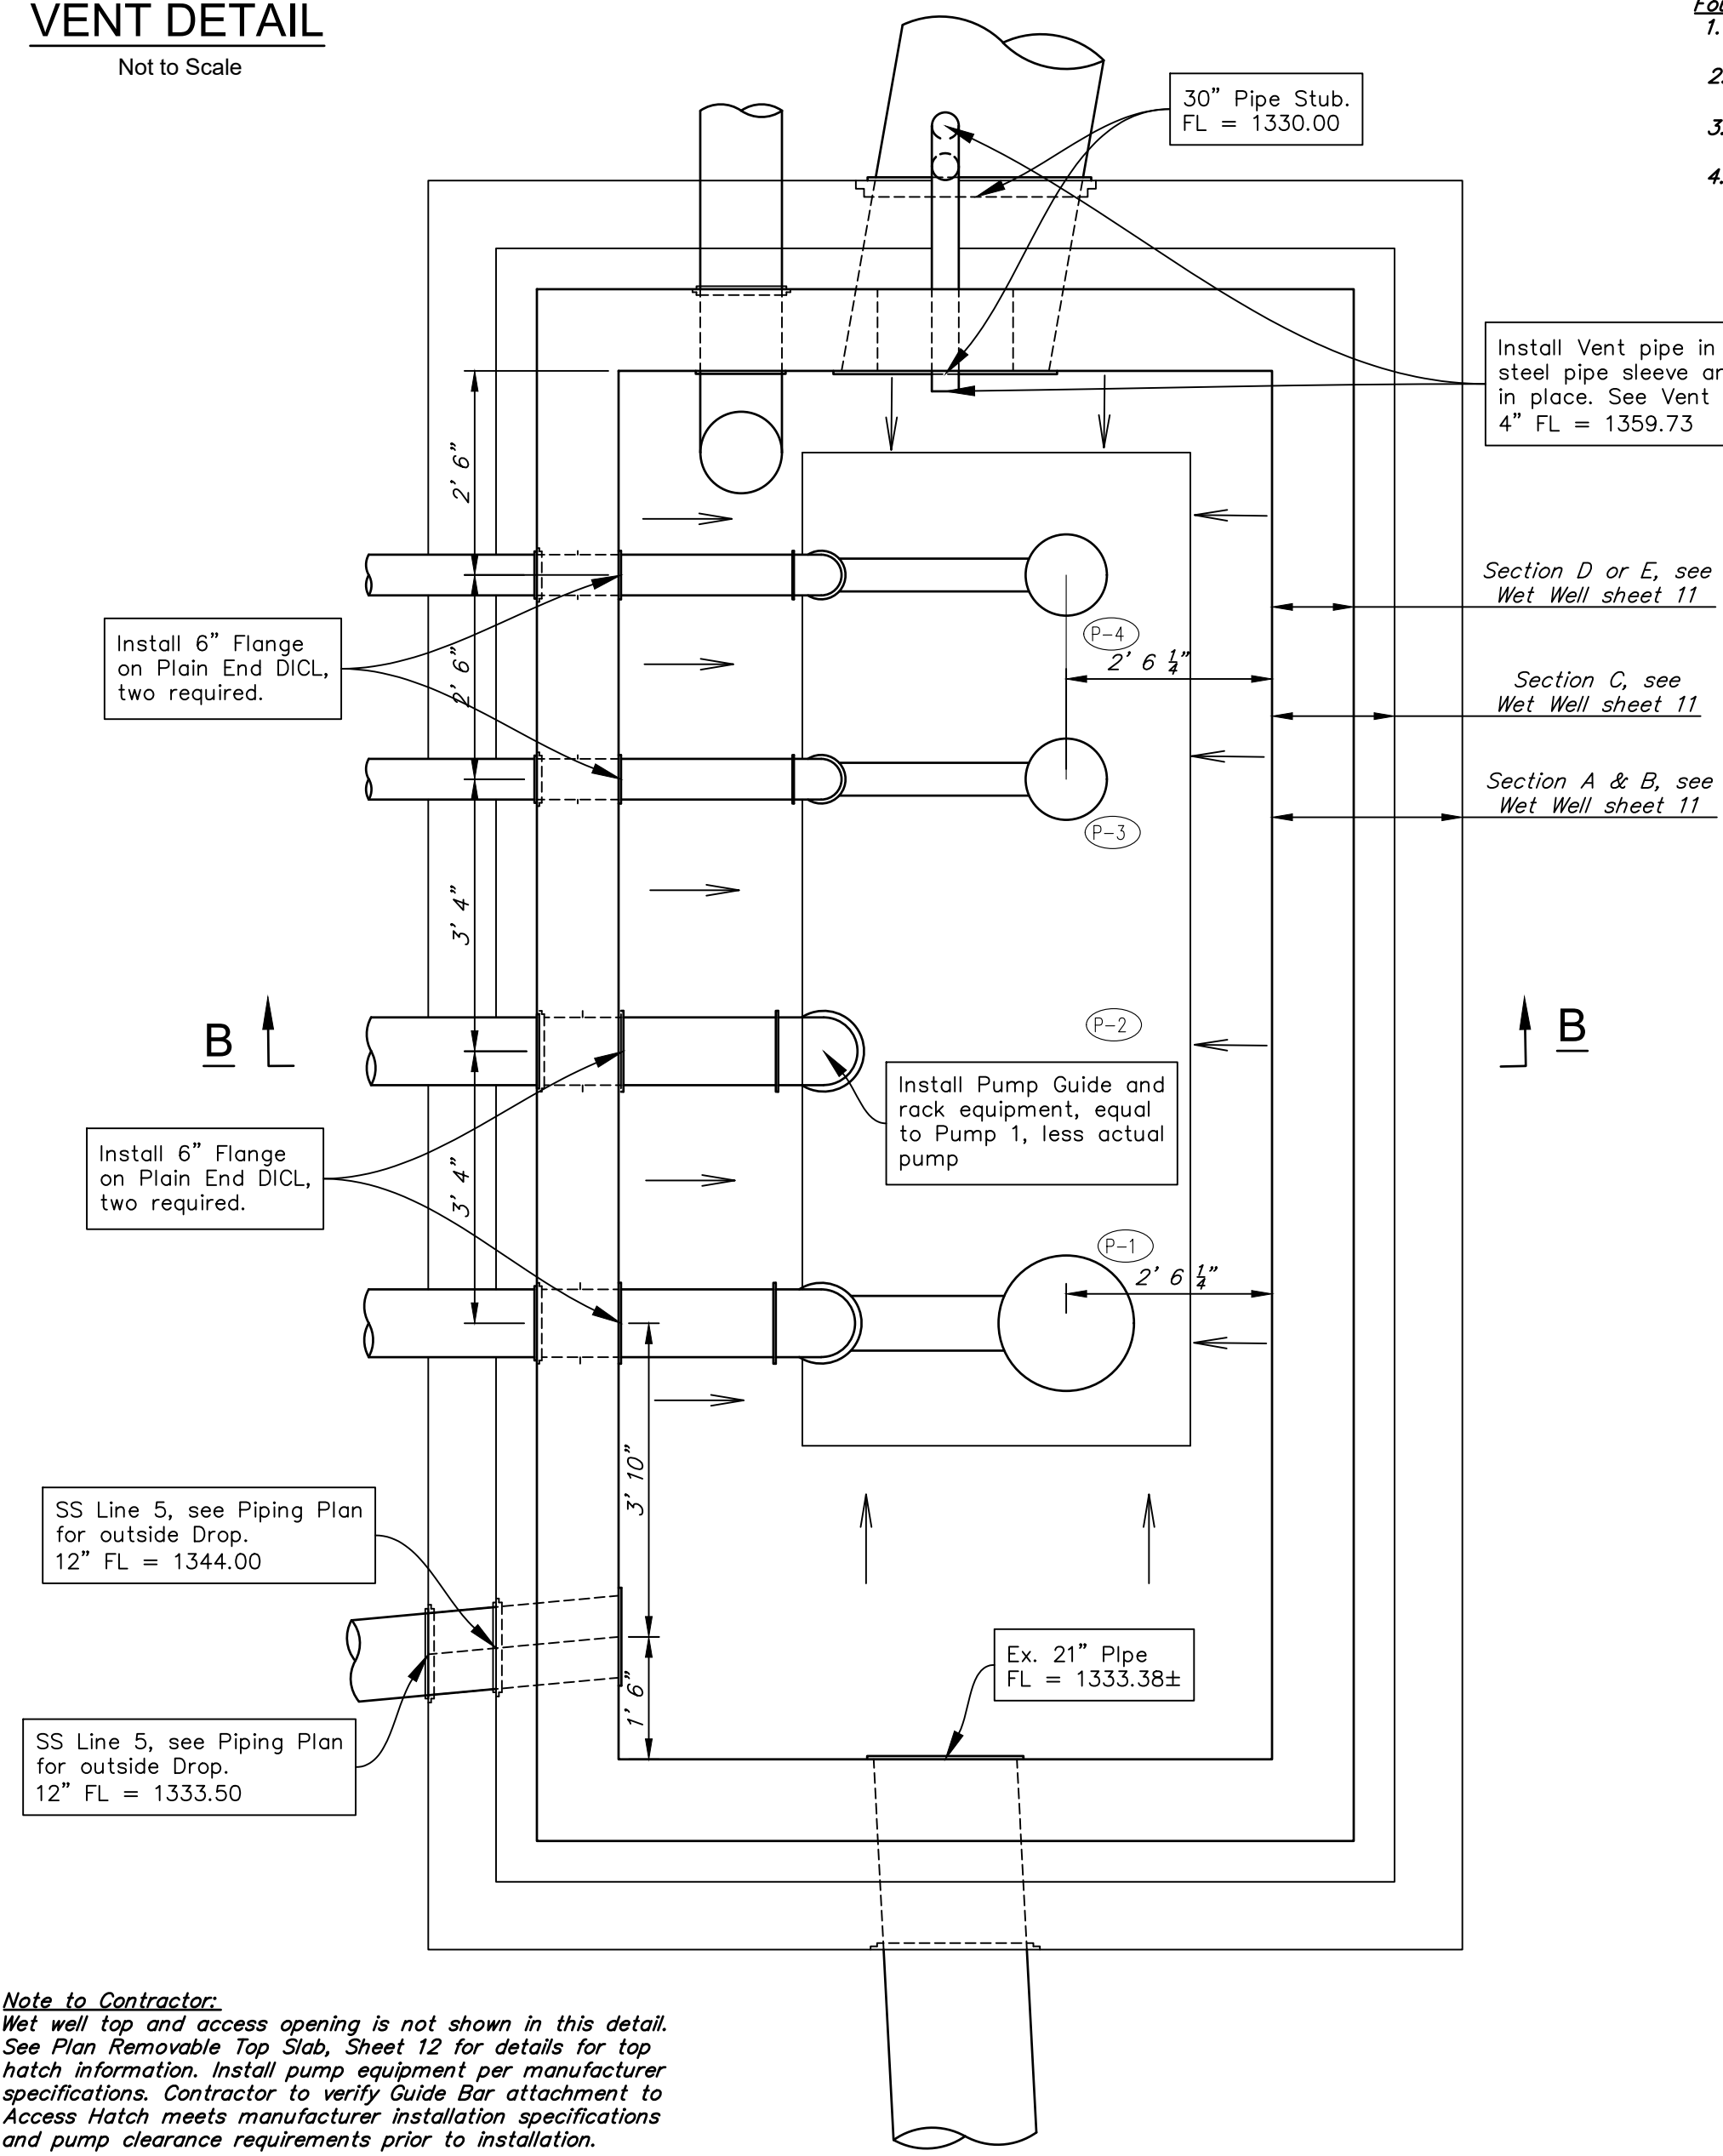 VENT DETAIL
Not to Scale
1.
2.
3.
4.
30" Pipe Stub.
FL = 1330.00
Install Vent pipe in
steel pipe sleeve
in place. See Vent
4" FL = 1359.73
2' 6"
Section D or E, see
Wet Well sheet 11
Install 6" Flange
on Plain End DICL,
two required.
2' 6"
P-4
2' 6 1/4"
Section C, see
Wet Well sheet 11
Section A & B, see
Wet Well sheet 11
P-3
3' 4"
B
P-2
B
Install Pump Guide and
rack equipment, equal
to Pump 1, less actual
pump
Install 6" Flange
on Plain End DICL,
two required.
3' 4"
P-1
2' 6 1/4"
3' 10"
SS Line 5, see Piping Plan
for outside Drop.
12" FL = 1344.00
Ex. 21" PIpe
FL = 1333.38±
1' 6"
SS Line 5, see Piping Plan
for outside Drop.
12" FL = 1333.50
Note to Contractor:
Wet well top and access opening is not shown in this detail.
See Plan Removable Top Slab, Sheet 12 for details for top
hatch information. Install pump equipment per manufacturer
specifications. Contractor to verify Guide Bar attachment to
Access Hatch meets manufacturer installation specifications
and pump clearance requirements prior to installation.